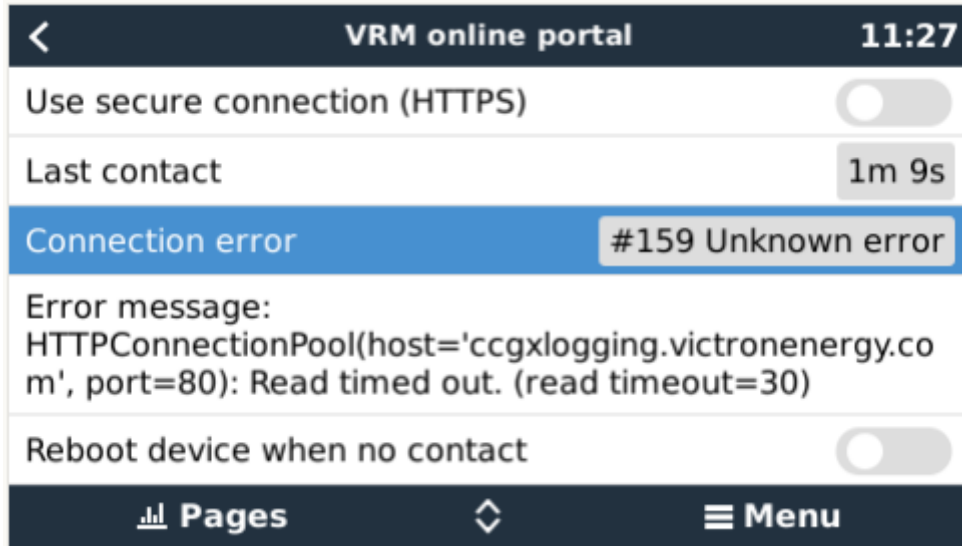 VRM online portal 11:27
Use secure connection (HTTPS)
Last contact 1m 9s
Connection error #159 Unknown error
Error message:
HTTPConnectionPool(host='ccgxlogging.victronenergy.co
m', port=80): Read timed out. (read timeout=30)
Reboot device when no contact
Pages Menu